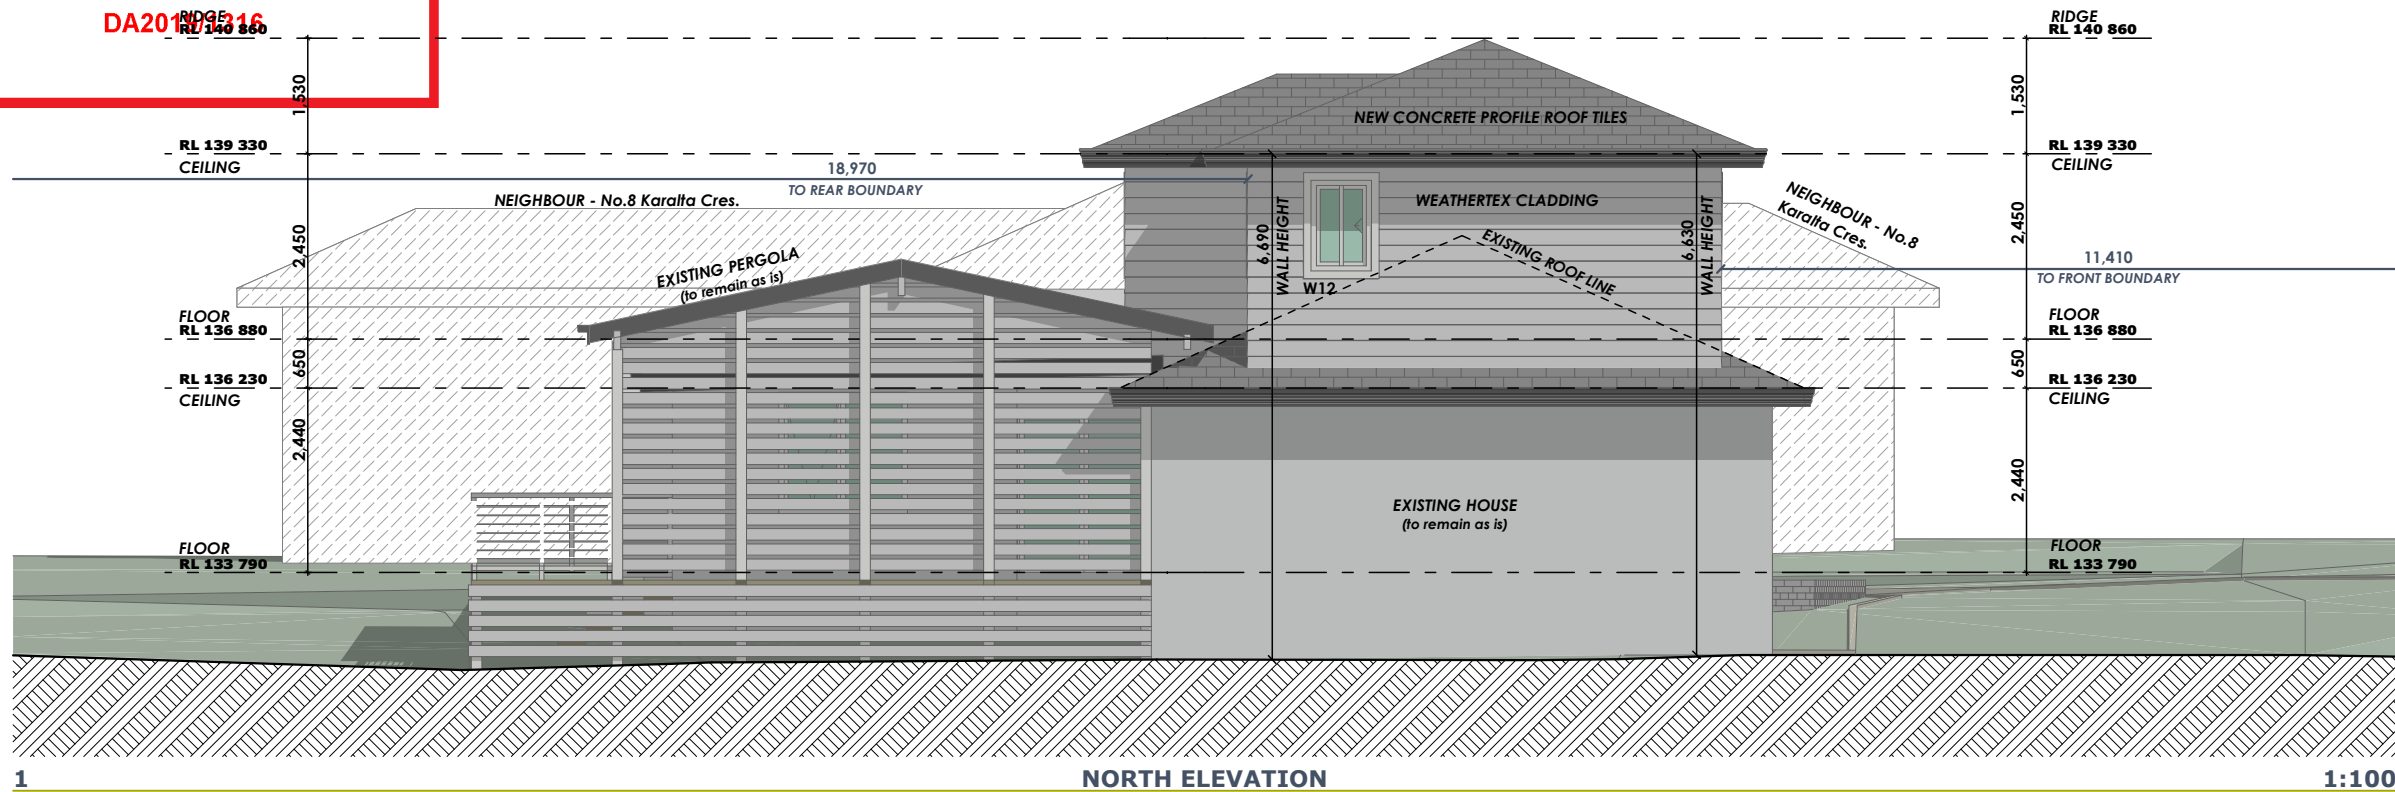 DA2019/1316
RIDGE
RL 140 860
RIDGE
RL 140 860
1,530
1,530
NEW CONCRETE PROFILE ROOF TILES
RL 139 330
CEILING
RL 139 330
CEILING
18,970
TO REAR BOUNDARY
NEIGHBOUR - No.8 Karalta Cres.
WEATHERTEX CLADDING
NEIGHBOUR - No.8
Karalta Cres.
2,450
2,450
6,690
WALL HEIGHT
6,630
WALL HEIGHT
EXISTING PERGOLA
(to remain as is)
EXISTING ROOF LINE
W12
11,410
TO FRONT BOUNDARY
FLOOR
RL 136 880
FLOOR
RL 136 880
650
650
RL 136 230
CEILING
RL 136 230
CEILING
2,440
2,440
EXISTING HOUSE
(to remain as is)
FLOOR
RL 133 790
FLOOR
RL 133 790
1
NORTH ELEVATION
1:100